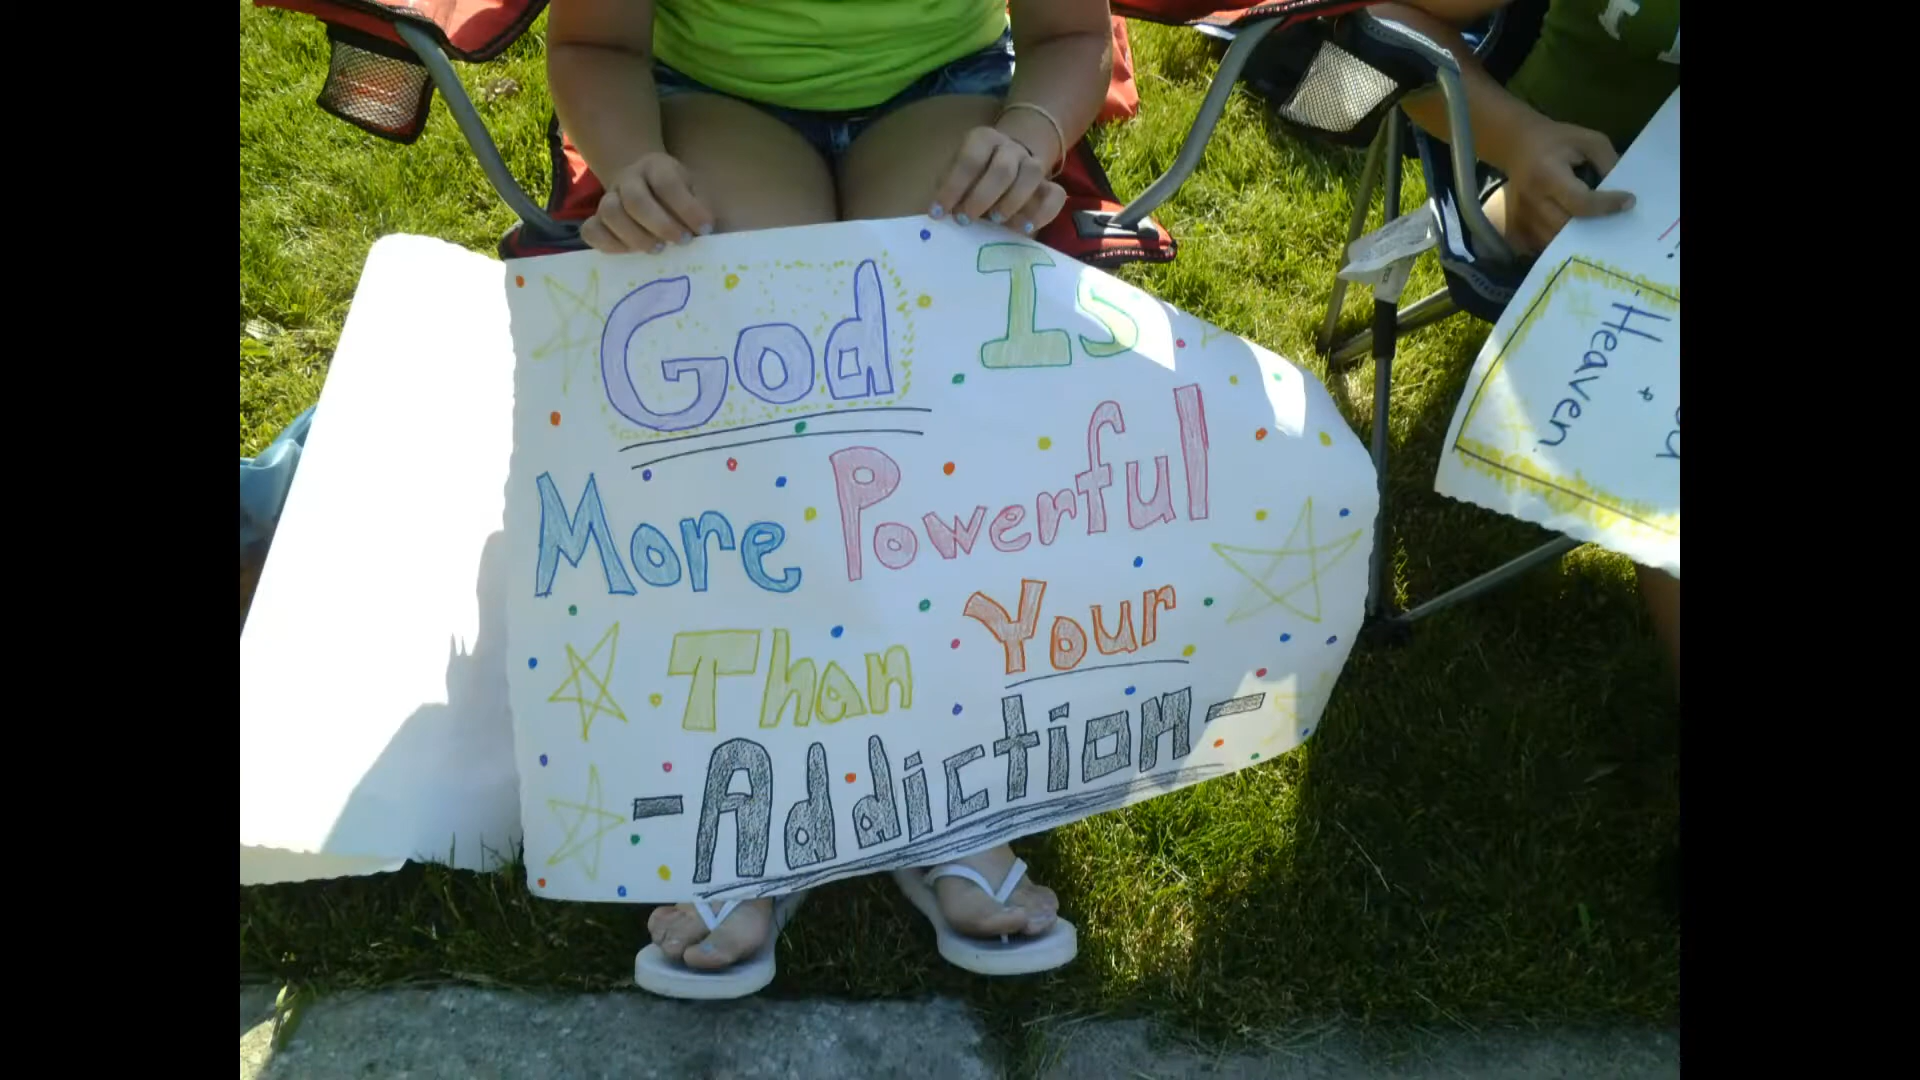 God Is
More Powerful
Than Your
-Addiction-
Heaven